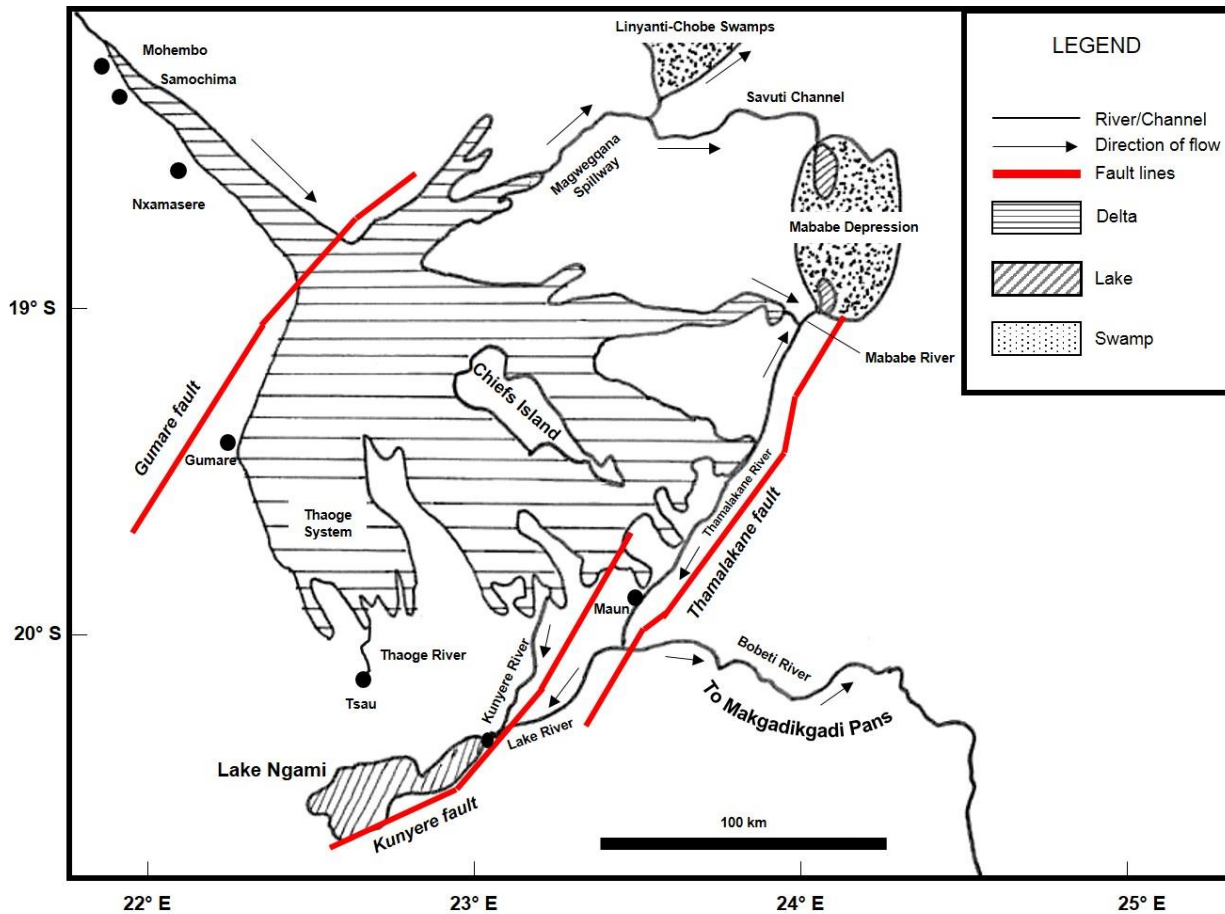 Linyanti-Chobe Swamps
LEGEND
Mohembo
Samochima
Savuti Channel
River/Channel
Direction of flow
Fault lines
Magwegqana
Spillway
Nxamasere
Delta
Mababe Depression
Lake
19° S
Swamp
Mababe River
Chiefs Island
Gumare fault
Gumare
Thamalakane River
Thaoge
System
Thamalakane fault
Maun
20° S
Thaoge River
Kunyere River
Bobeti River
Tsau
To Makgadikgadi Pans
Lake River
Lake Ngami
Kunyere fault
100 km
22° E
23° E
24° E
25° E